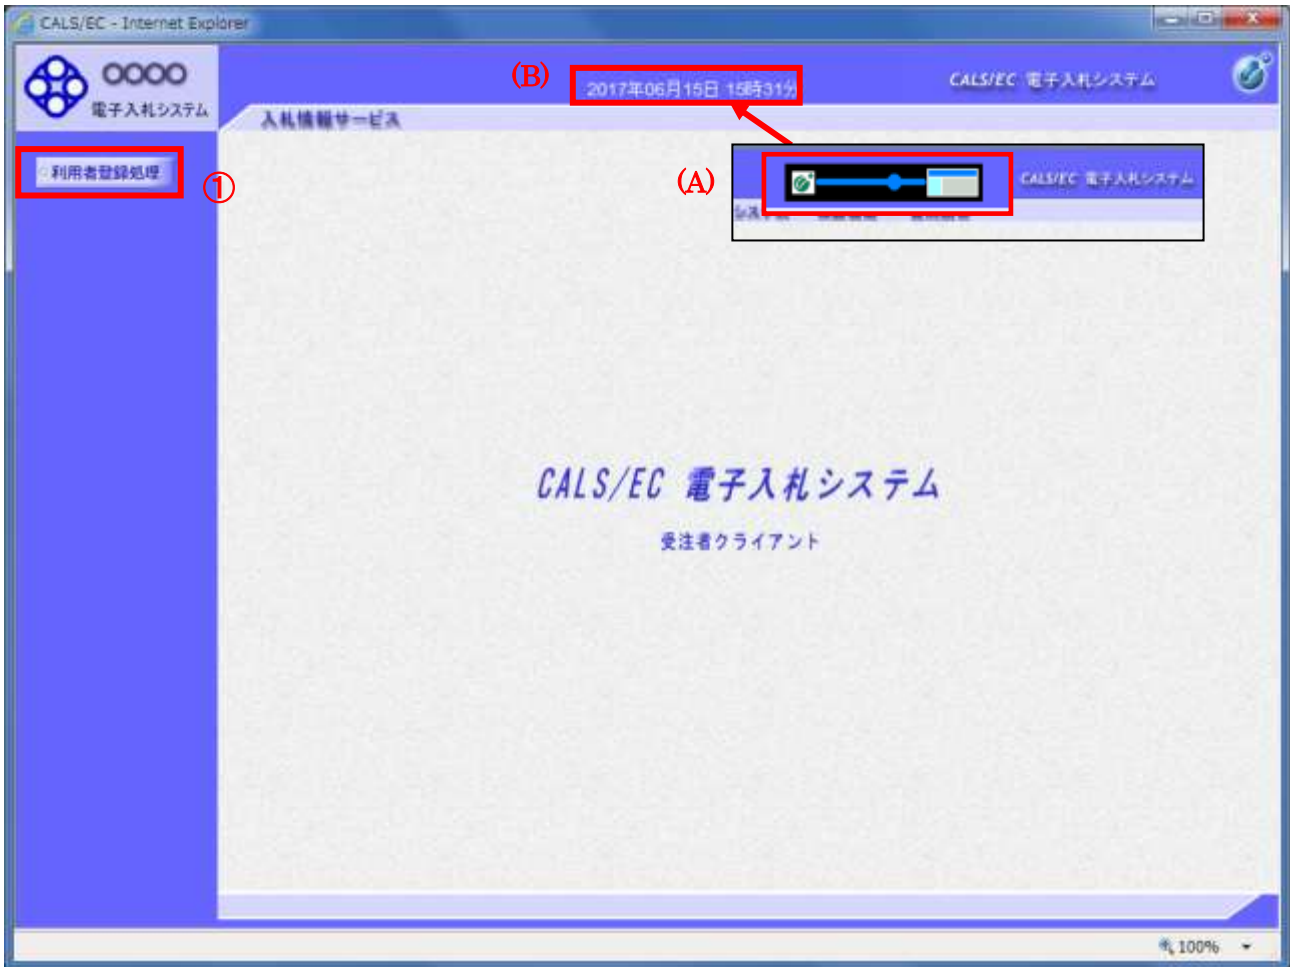 CALS/EC - Internet Explorer
○○○○
電子入札システム
(B)
2017年06月15日 15時31分
CALS/EC 電子入札システム
入札情報サービス
利用者登録処理
①
(A)
CALS/EC 電子入札システム
CALS/EC 電子入札システム
受注者クライアント
100%